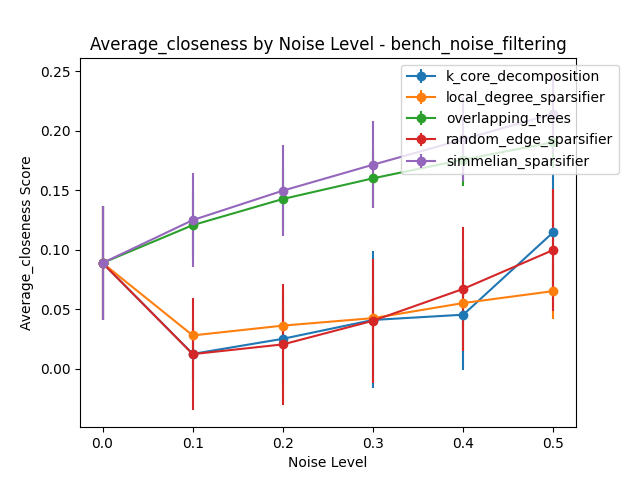 Average_closeness by Noise Level - bench_noise_filtering
0.25
0.20
0.15
0.10
0.05
0.00
Average_closeness Score
k_core_decomposition
local_degree_sparsifier
overlapping_trees
random_edge_sparsifier
simmelian_sparsifier
0.0 0.1 0.2 0.3 0.4 0.5
Noise Level